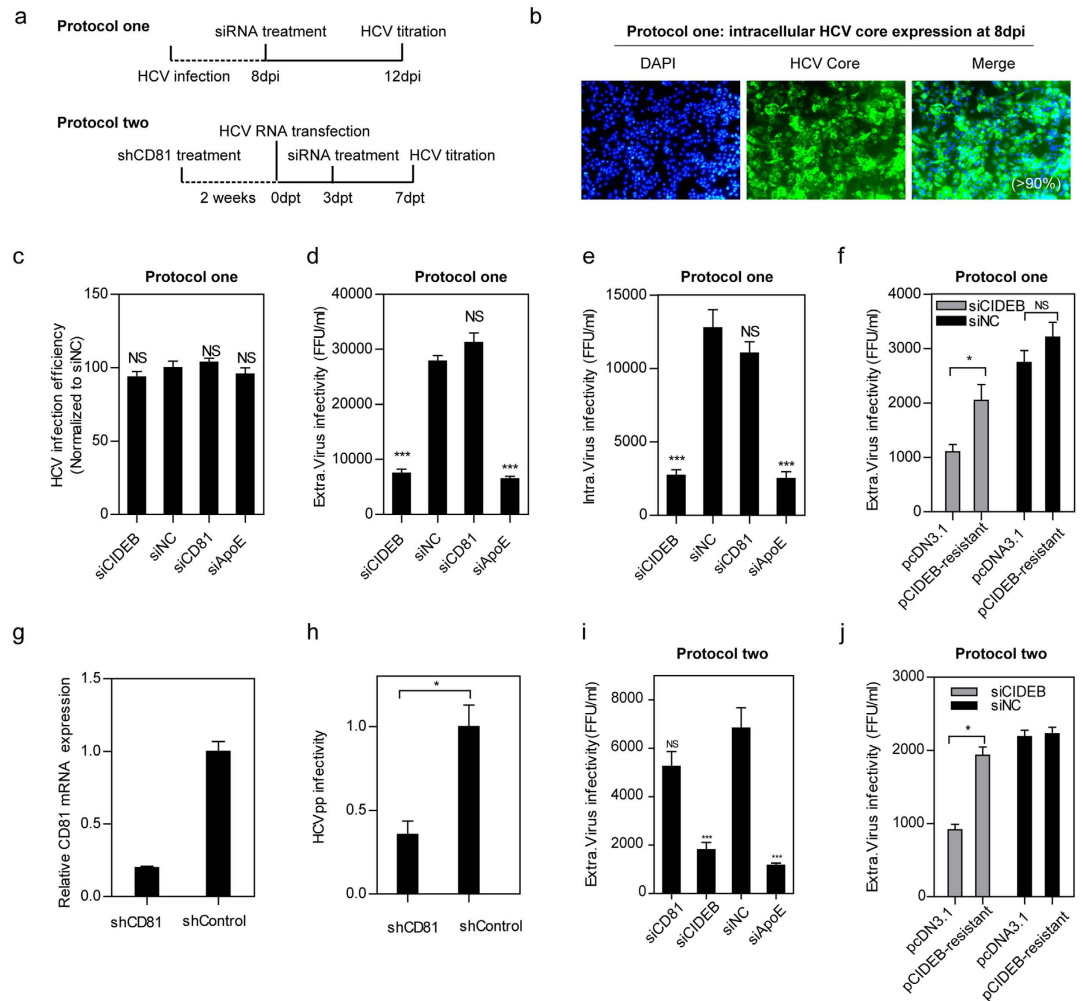 a
Protocol one
siRNA treatment
HCV titration
HCV infection
8dpi
12dpi
Protocol two
HCV RNA transfection
shCD81 treatment
siRNA treatment
HCV titration
2 weeks
0dpt
3dpt
7dpt
b
Protocol one: intracellular HCV core expression at 8dpi
DAPI
HCV Core
Merge
(>90%)
c
Protocol one
HCV infection efficiency
(Normalized to siNC)
150
100
50
0
NS
NS
NS
siCIDEB
siNC
siCD81
siApoE
d
Protocol one
Extra.Virus infectivity (FFU/ml)
40000
30000
20000
10000
0
***
NS
***
siCIDEB
siNC
siCD81
siApoE
e
Protocol one
Intra.Virus infectivity (FFU/ml)
15000
10000
5000
0
***
NS
***
siCIDEB
siNC
siCD81
siApoE
f
Protocol one
Extra.Virus infectivity (FFU/ml)
4000
3000
2000
1000
0
siCIDEB
siNC
NS
*
pcDN3.1
pCIDEB-resistant
pcDNA3.1
pCIDEB-resistant
g
Relative CD81 mRNA expression
1.5
1.0
0.5
0.0
shCD81
shControl
h
HCVpp infectivity
1.0
0.5
0.0
*
shCD81
shControl
i
Protocol two
Extra.Virus infectivity(FFU/ml)
8000
6000
4000
2000
0
NS
***
***
siCD81
siCIDEB
siNC
siApoE
j
Protocol two
Extra.Virus infectivity (FFU/ml)
3000
2000
1000
0
siCIDEB
siNC
*
pcDN3.1
pCIDEB-resistant
pcDNA3.1
pCIDEB-resistant